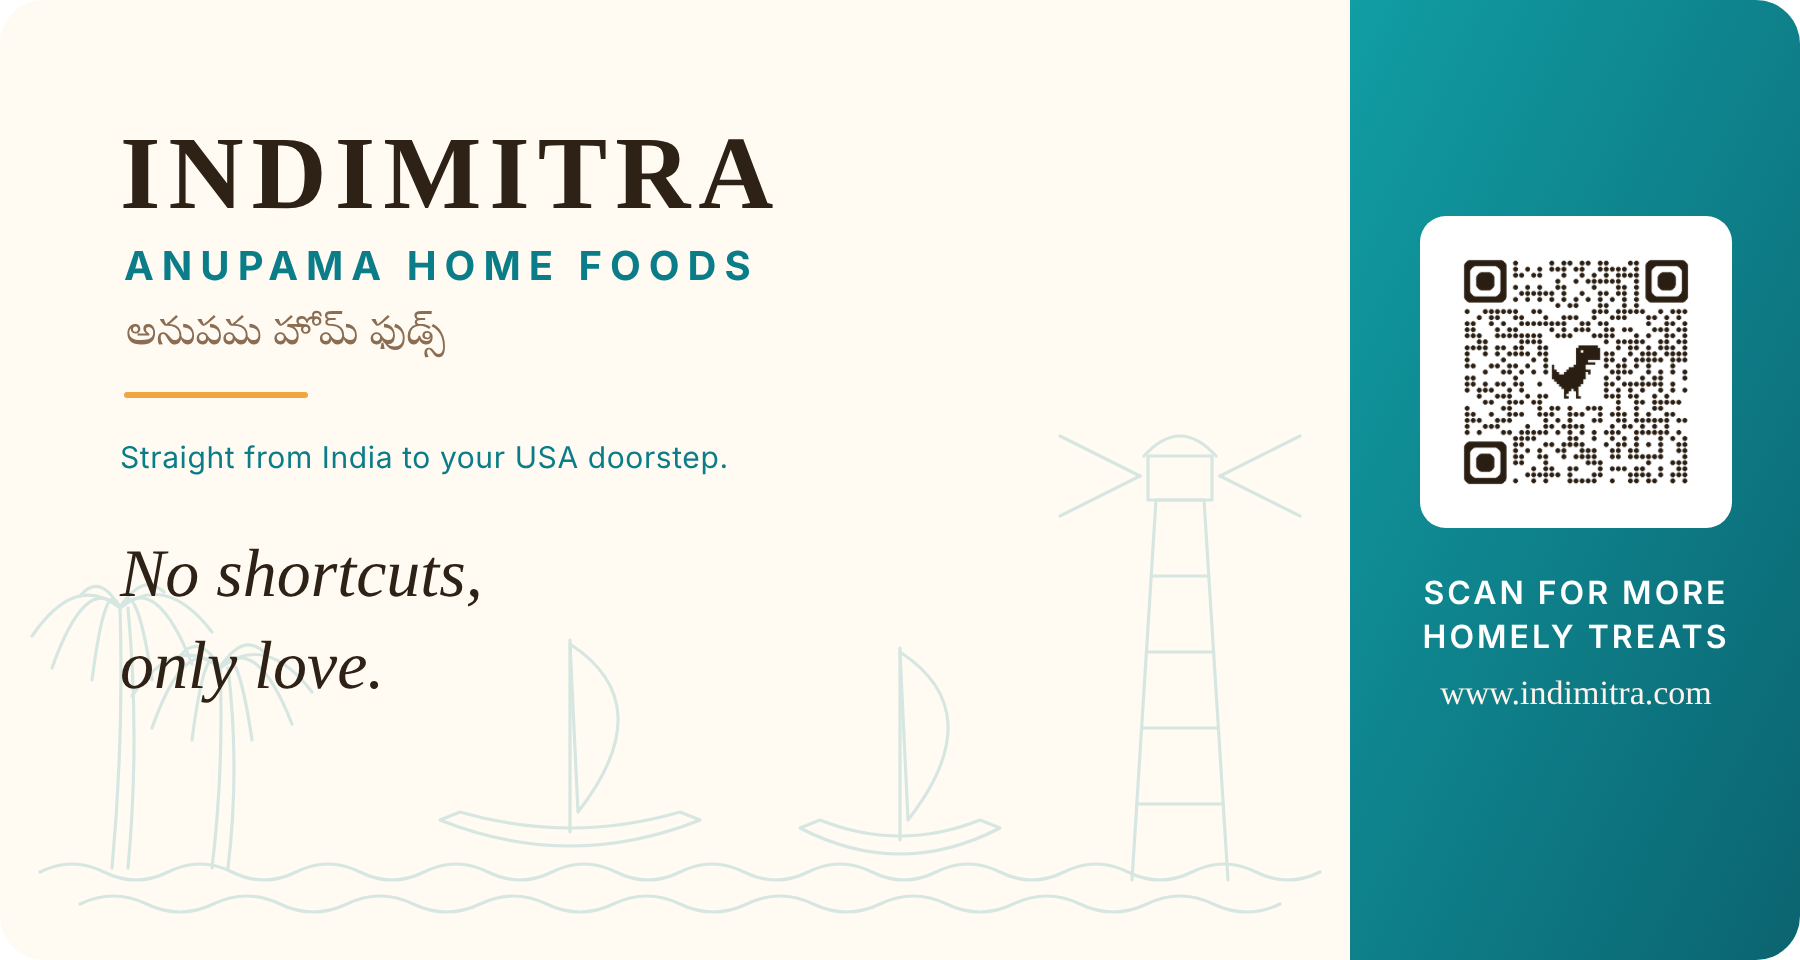 INDIMITRA
ANUPAMA HOME FOODS
అనుపమ హోమ్ ఫుడ్స్
Straight from India to your USA doorstep.
No shortcuts,
only love.
SCAN FOR MORE
HOMELY TREATS
www.indimitra.com